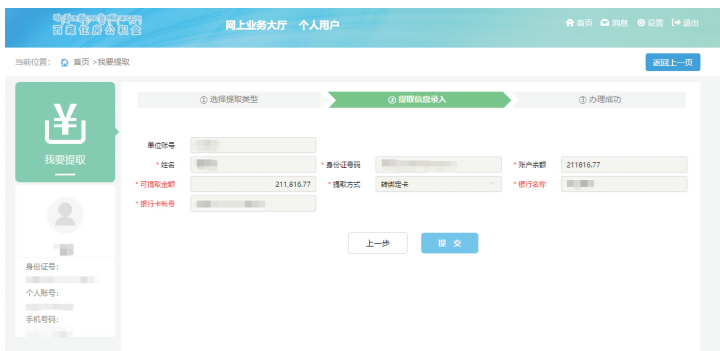 西藏住房公积金
网上业务大厅 个人用户
首页 消息 设置 退出
当前位置: 首页 >我要提取
返回上一页
我要提取
① 选择提取类型
② 提取信息录入
③ 办理成功
单位账号
* 姓名
* 身份证号码
* 账户余额 211816.77
* 可提取金额 211,816.77
* 提取方式 转绑定卡
* 银行名称
* 银行卡帐号
上一步
提 交
身份证号:
个人账号:
手机号码: